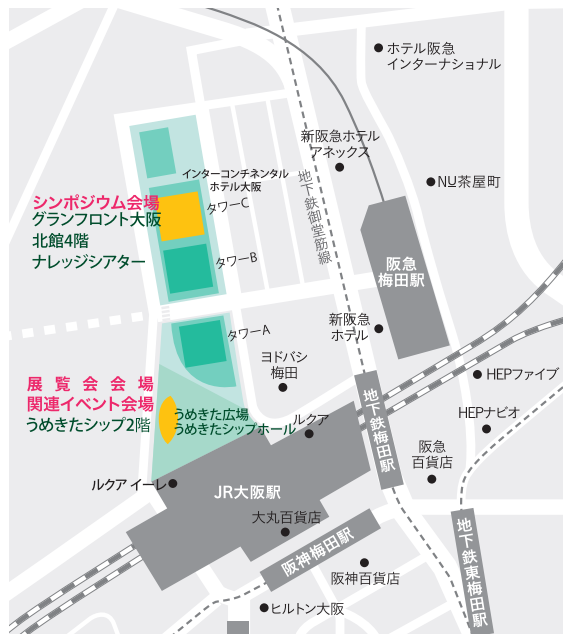 ホテル阪急
インターナショナル
新阪急ホテル
アネックス
NU茶屋町
インターコンチネンタル
ホテル大阪
タワーC
シンポジウム会場
グランフロント大阪
北館4階
ナレッジシアター
地下鉄御堂筋線
タワーB
阪急
梅田駅
タワーA
新阪急
ホテル
ヨドバシ
梅田
展覧会会場
関連イベント会場
うめきたシップ2階
うめきた広場
うめきたシップホール
ルクア
地下鉄梅田駅
HEPファイブ
HEPナビオ
阪急
百貨店
ルクア イーレ
JR大阪駅
大丸百貨店
阪神梅田駅
阪神百貨店
地下鉄東梅田駅
ヒルトン大阪